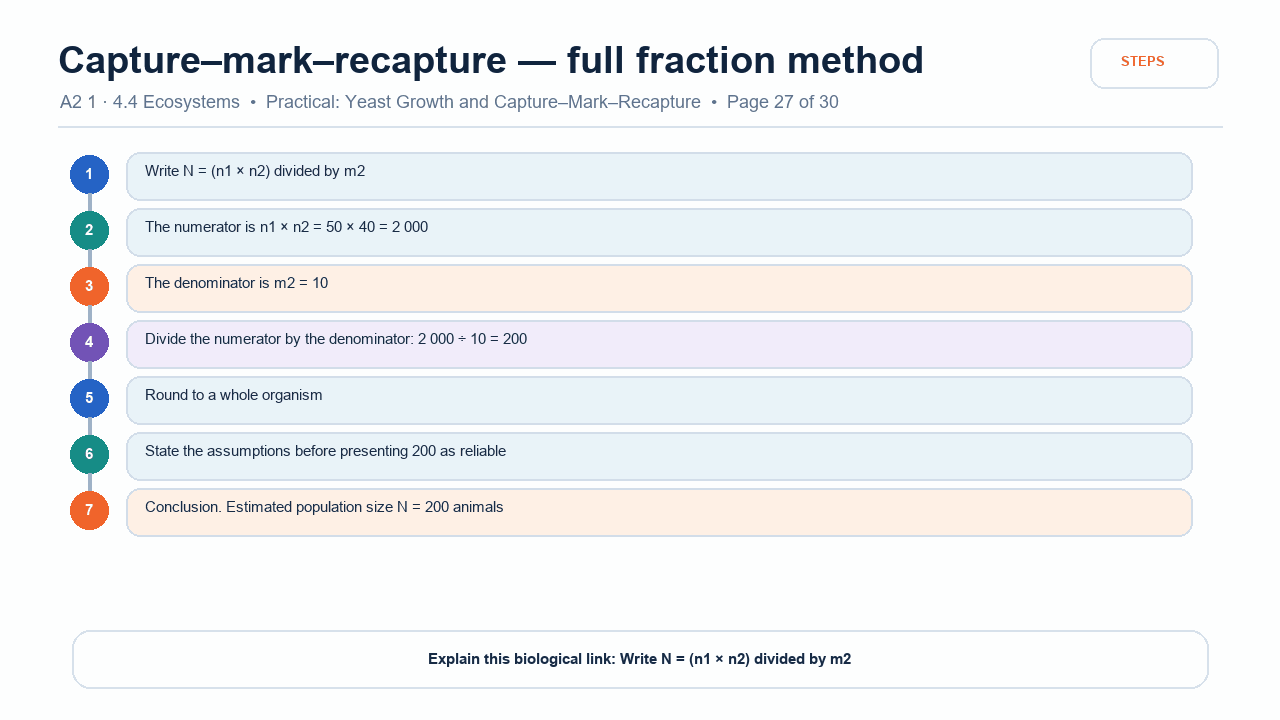 Capture–mark–recapture — full fraction method
STEPS
A2 1 · 4.4 Ecosystems • Practical: Yeast Growth and Capture–Mark–Recapture • Page 27 of 30
1 Write N = (n1 × n2) divided by m2
2 The numerator is n1 × n2 = 50 × 40 = 2 000
3 The denominator is m2 = 10
4 Divide the numerator by the denominator: 2 000 ÷ 10 = 200
5 Round to a whole organism
6 State the assumptions before presenting 200 as reliable
7 Conclusion. Estimated population size N = 200 animals
Explain this biological link: Write N = (n1 × n2) divided by m2